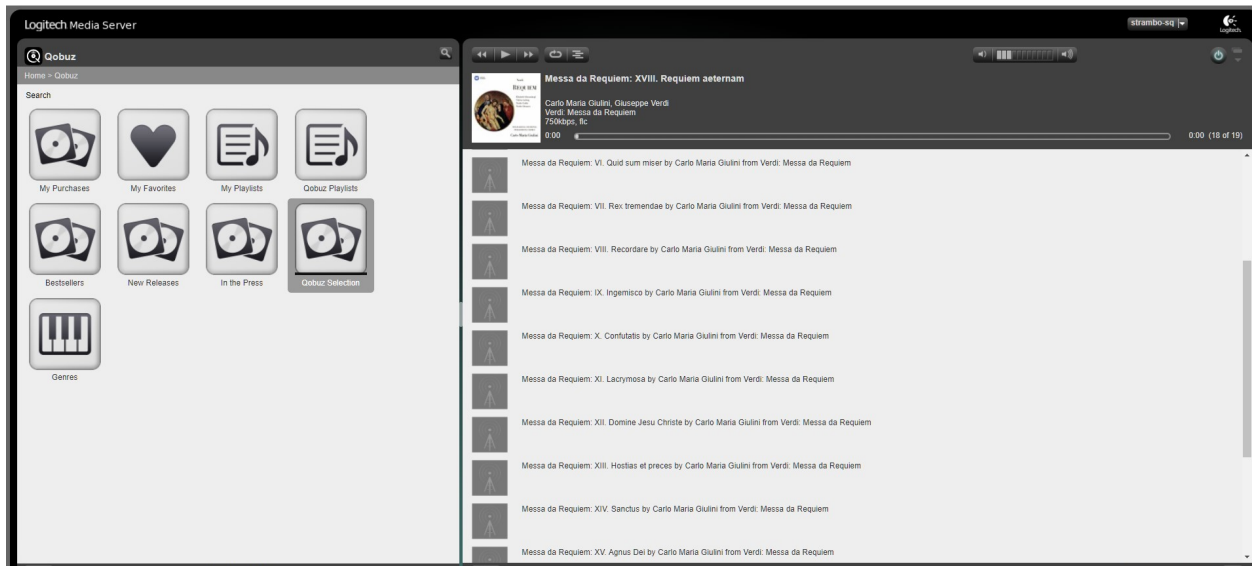 Logitech Media Server
strambo-sq
Logitech
Qobuz
Home > Qobuz
Search
My Purchases
My Favorites
My Playlists
Qobuz Playlists
Bestsellers
New Releases
In the Press
Qobuz Selection
Genres
REQUIEM
Carlo Maria Giulini
Messa da Requiem: XVIII. Requiem aeternam
Carlo Maria Giulini, Giuseppe Verdi
Verdi: Messa da Requiem
750kbps, flc
0:00
0:00 (18 of 19)
Messa da Requiem: VI. Quid sum miser by Carlo Maria Giulini from Verdi: Messa da Requiem
Messa da Requiem: VII. Rex tremendae by Carlo Maria Giulini from Verdi: Messa da Requiem
Messa da Requiem: VIII. Recordare by Carlo Maria Giulini from Verdi: Messa da Requiem
Messa da Requiem: IX. Ingemisco by Carlo Maria Giulini from Verdi: Messa da Requiem
Messa da Requiem: X. Confutatis by Carlo Maria Giulini from Verdi: Messa da Requiem
Messa da Requiem: XI. Lacrymosa by Carlo Maria Giulini from Verdi: Messa da Requiem
Messa da Requiem: XII. Domine Jesu Christe by Carlo Maria Giulini from Verdi: Messa da Requiem
Messa da Requiem: XIII. Hostias et preces by Carlo Maria Giulini from Verdi: Messa da Requiem
Messa da Requiem: XIV. Sanctus by Carlo Maria Giulini from Verdi: Messa da Requiem
Messa da Requiem: XV. Agnus Dei by Carlo Maria Giulini from Verdi: Messa da Requiem